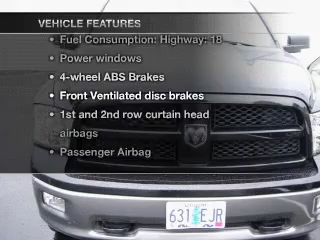 VEHICLE FEATURES
• Fuel Consumption: Highway: 18
• Power windows
• 4-wheel ABS Brakes
• Front Ventilated disc brakes
• 1st and 2nd row curtain head
airbags
• Passenger Airbag
631 EJR